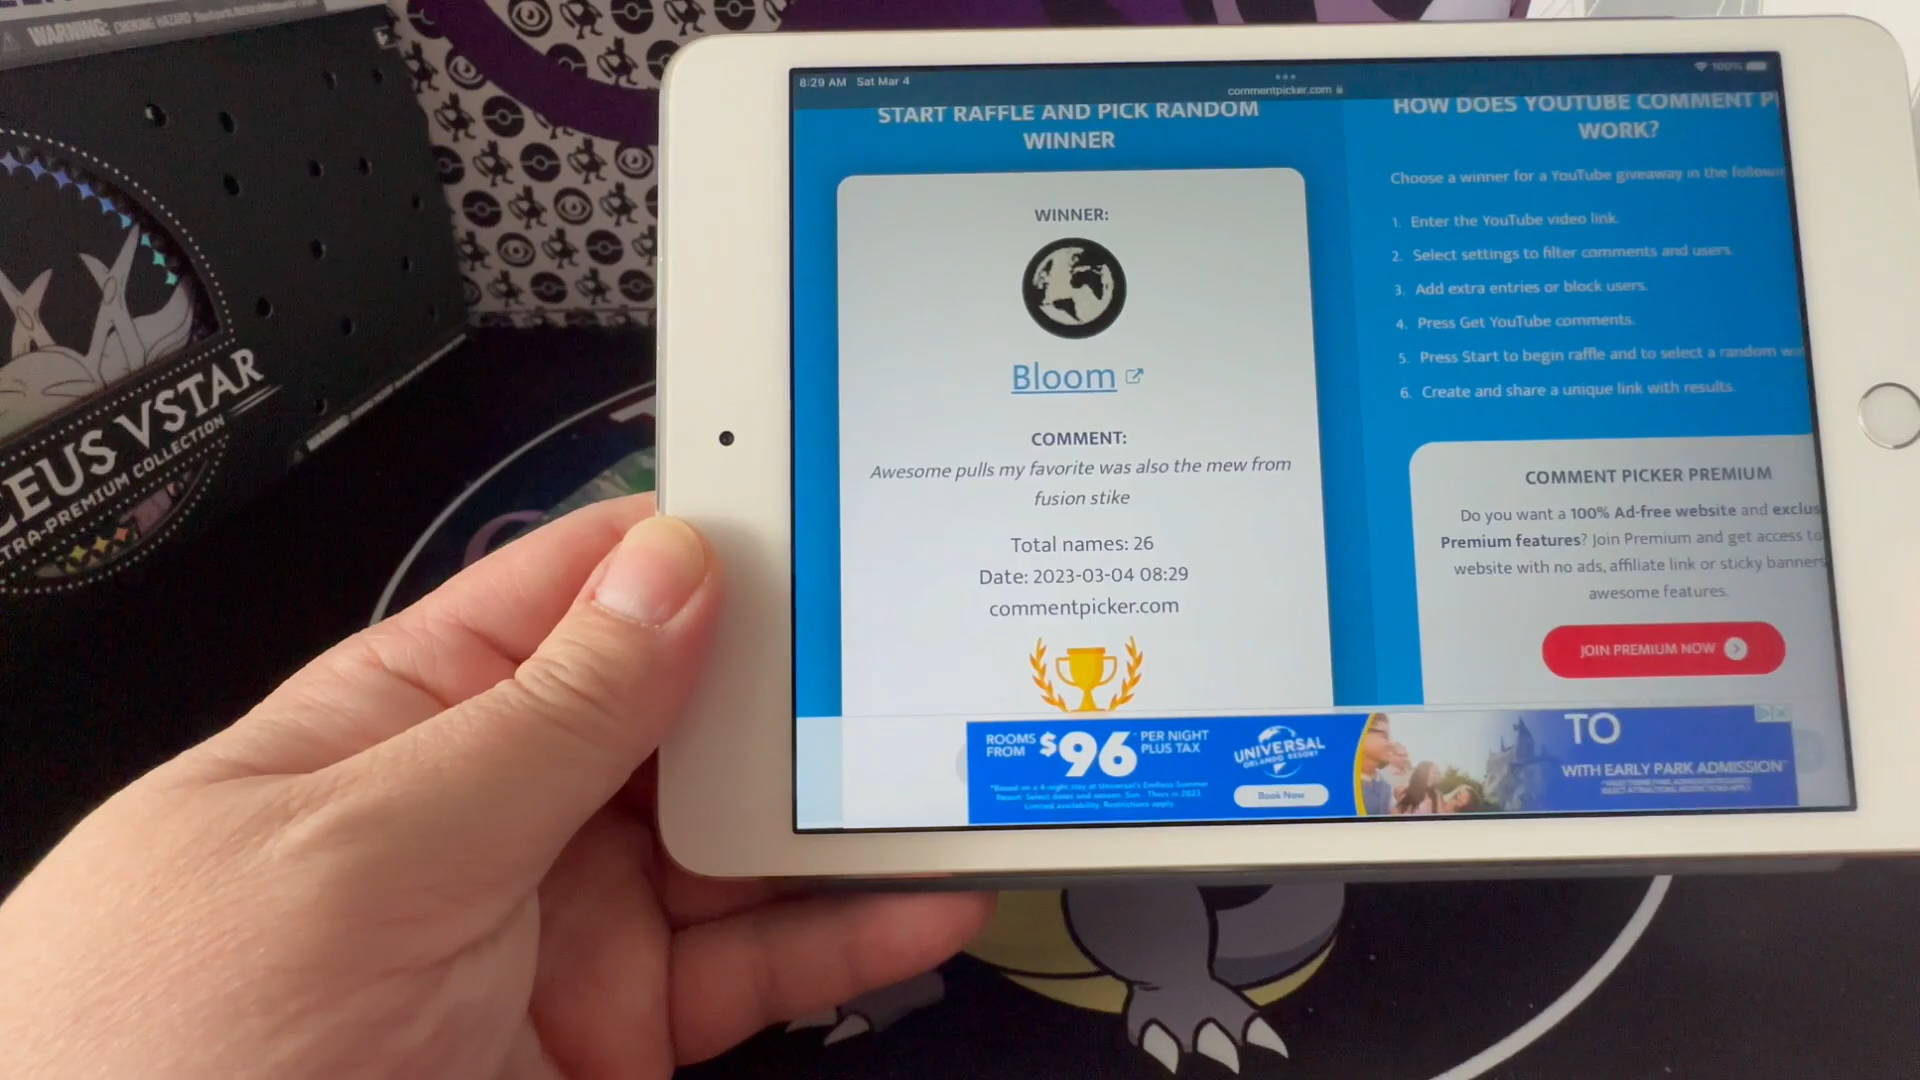 WARNING: CHOKING HAZARD
CEUS VSTAR
TRA-PREMIUM COLLECTION
8:29 AM Sat Mar 4
commentpicker.com
100%
START RAFFLE AND PICK RANDOM
WINNER
WINNER:
Bloom
COMMENT:
Awesome pulls my favorite was also the mew from
fusion stike
Total names: 26
Date: 2023-03-04 08:29
commentpicker.com
HOW DOES YOUTUBE COMMENT P
WORK?
Choose a winner for a YouTube giveaway in the
1. Enter the YouTube video link.
2. Select settings to filter comments and users.
3. Add extra entries or block users.
4. Press Get YouTube comments.
5. Press Start to begin raffle and to select a random
6. Create and share a unique link with results.
COMMENT PICKER PREMIUM
Do you want a 100% Ad-free website and exclus
Premium features? Join Premium and get access to
website with no ads, affiliate link or sticky banners
awesome features.
JOIN PREMIUM NOW
ROOMS FROM $96* PER NIGHT PLUS TAX
UNIVERSAL
ORLANDO RESORT
Book Now
TO
WITH EARLY PARK ADMISSION